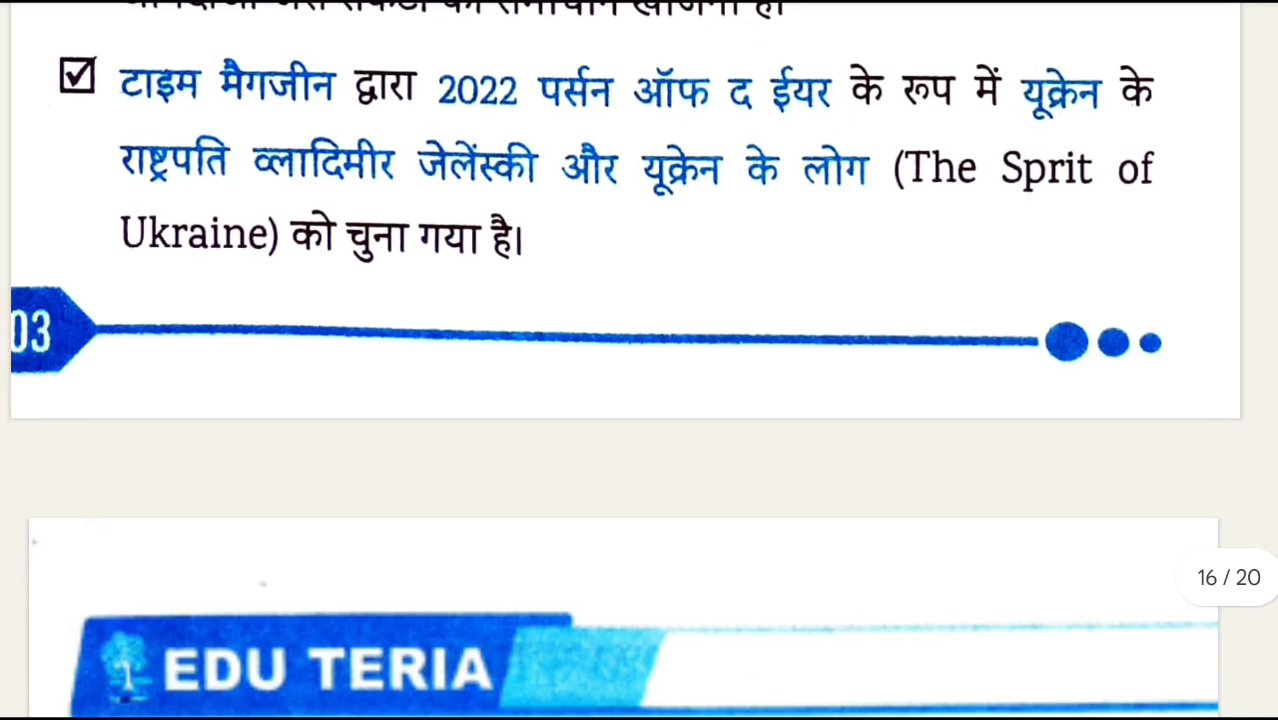 टाइम मैगजीन द्वारा 2022 पर्सन ऑफ द ईयर के रूप में यूक्रेन के
राष्ट्रपति व्लादिमीर जेलेंस्की और यूक्रेन के लोग (The Sprit of
Ukraine) को चुना गया है।
03
16 / 20
EDU TERIA